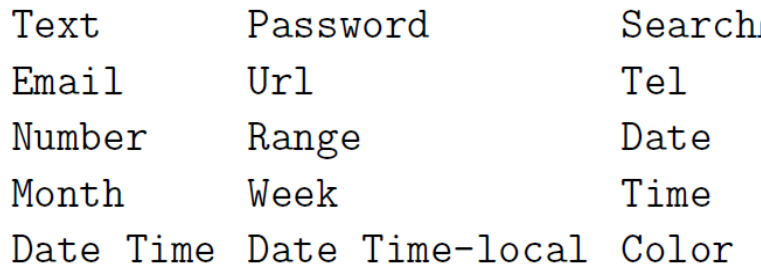 Text Password Search
Email Url Tel
Number Range Date
Month Week Time
Date Time Date Time-local Color